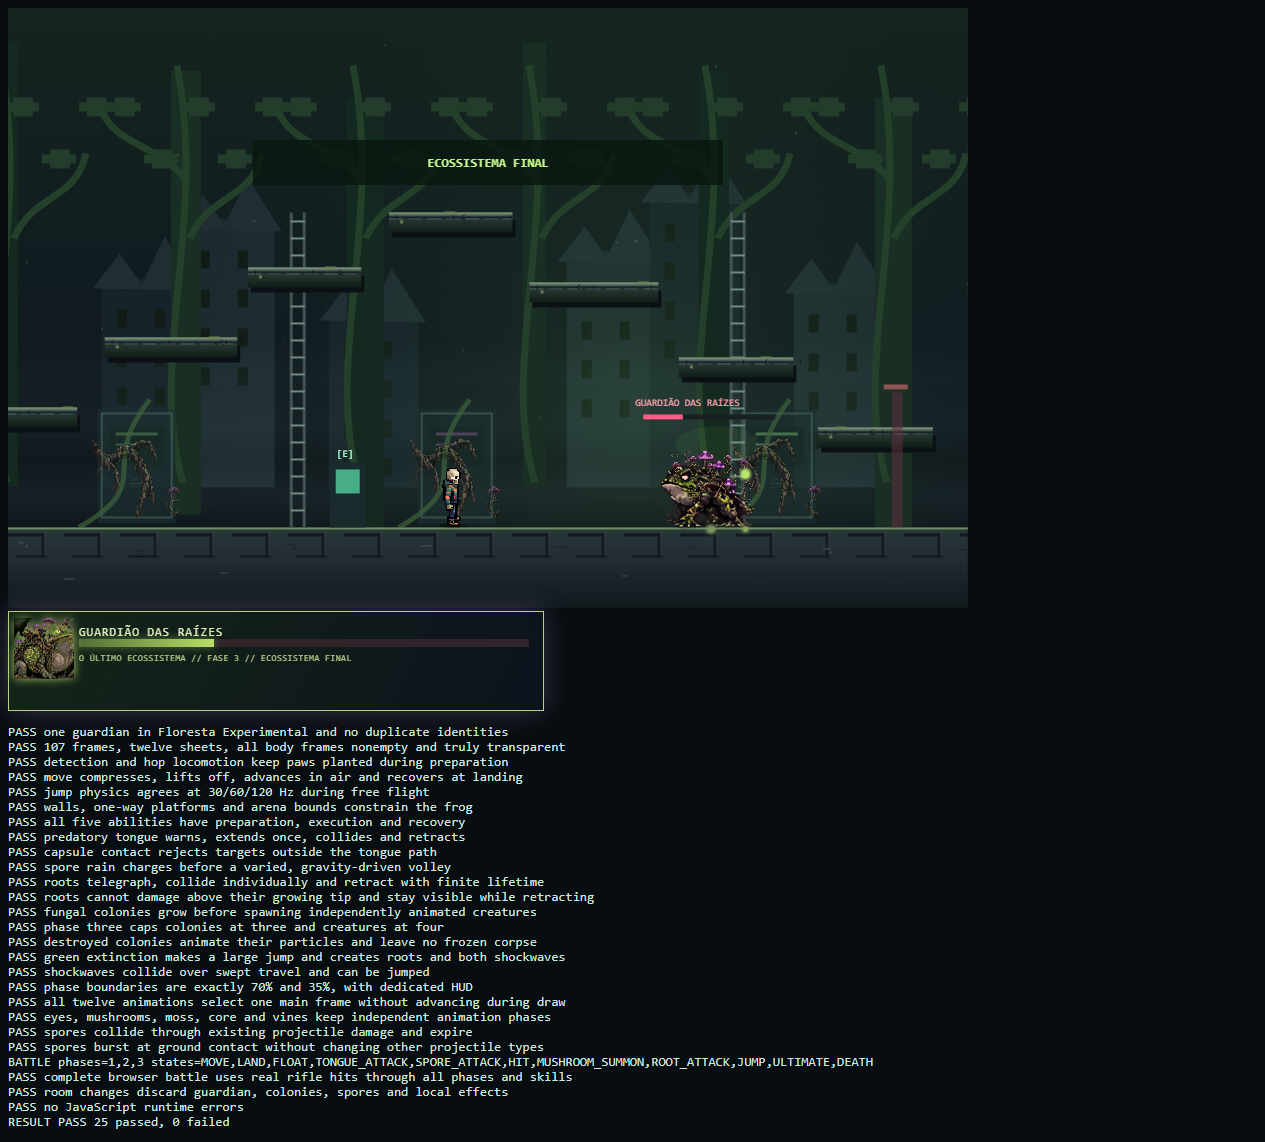 ECOSSISTEMA FINAL
GUARDIÃO DAS RAÍZES
[E]
GUARDIÃO DAS RAÍZES
O ÚLTIMO ECOSSISTEMA // FASE 3 // ECOSSISTEMA FINAL
PASS one guardian in Floresta Experimental and no duplicate identities
PASS 107 frames, twelve sheets, all body frames nonempty and truly transparent
PASS detection and hop locomotion keep paws planted during preparation
PASS move compresses, lifts off, advances in air and recovers at landing
PASS jump physics agrees at 30/60/120 Hz during free flight
PASS walls, one-way platforms and arena bounds constrain the frog
PASS all five abilities have preparation, execution and recovery
PASS predatory tongue warns, extends once, collides and retracts
PASS capsule contact rejects targets outside the tongue path
PASS spore rain charges before a varied, gravity-driven volley
PASS roots telegraph, collide individually and retract with finite lifetime
PASS roots cannot damage above their growing tip and stay visible while retracting
PASS fungal colonies grow before spawning independently animated creatures
PASS phase three caps colonies at three and creatures at four
PASS destroyed colonies animate their particles and leave no frozen corpse
PASS green extinction makes a large jump and creates roots and both shockwaves
PASS shockwaves collide over swept travel and can be jumped
PASS phase boundaries are exactly 70% and 35%, with dedicated HUD
PASS all twelve animations select one main frame without advancing during draw
PASS eyes, mushrooms, moss, core and vines keep independent animation phases
PASS spores collide through existing projectile damage and expire
PASS spores burst at ground contact without changing other projectile types
BATTLE phases=1,2,3 states=MOVE,LAND,FLOAT,TONGUE_ATTACK,SPORE_ATTACK,HIT,MUSHROOM_SUMMON,ROOT_ATTACK,JUMP,ULTIMATE,DEATH
PASS complete browser battle uses real rifle hits through all phases and skills
PASS room changes discard guardian, colonies, spores and local effects
PASS no JavaScript runtime errors
RESULT PASS 25 passed, 0 failed